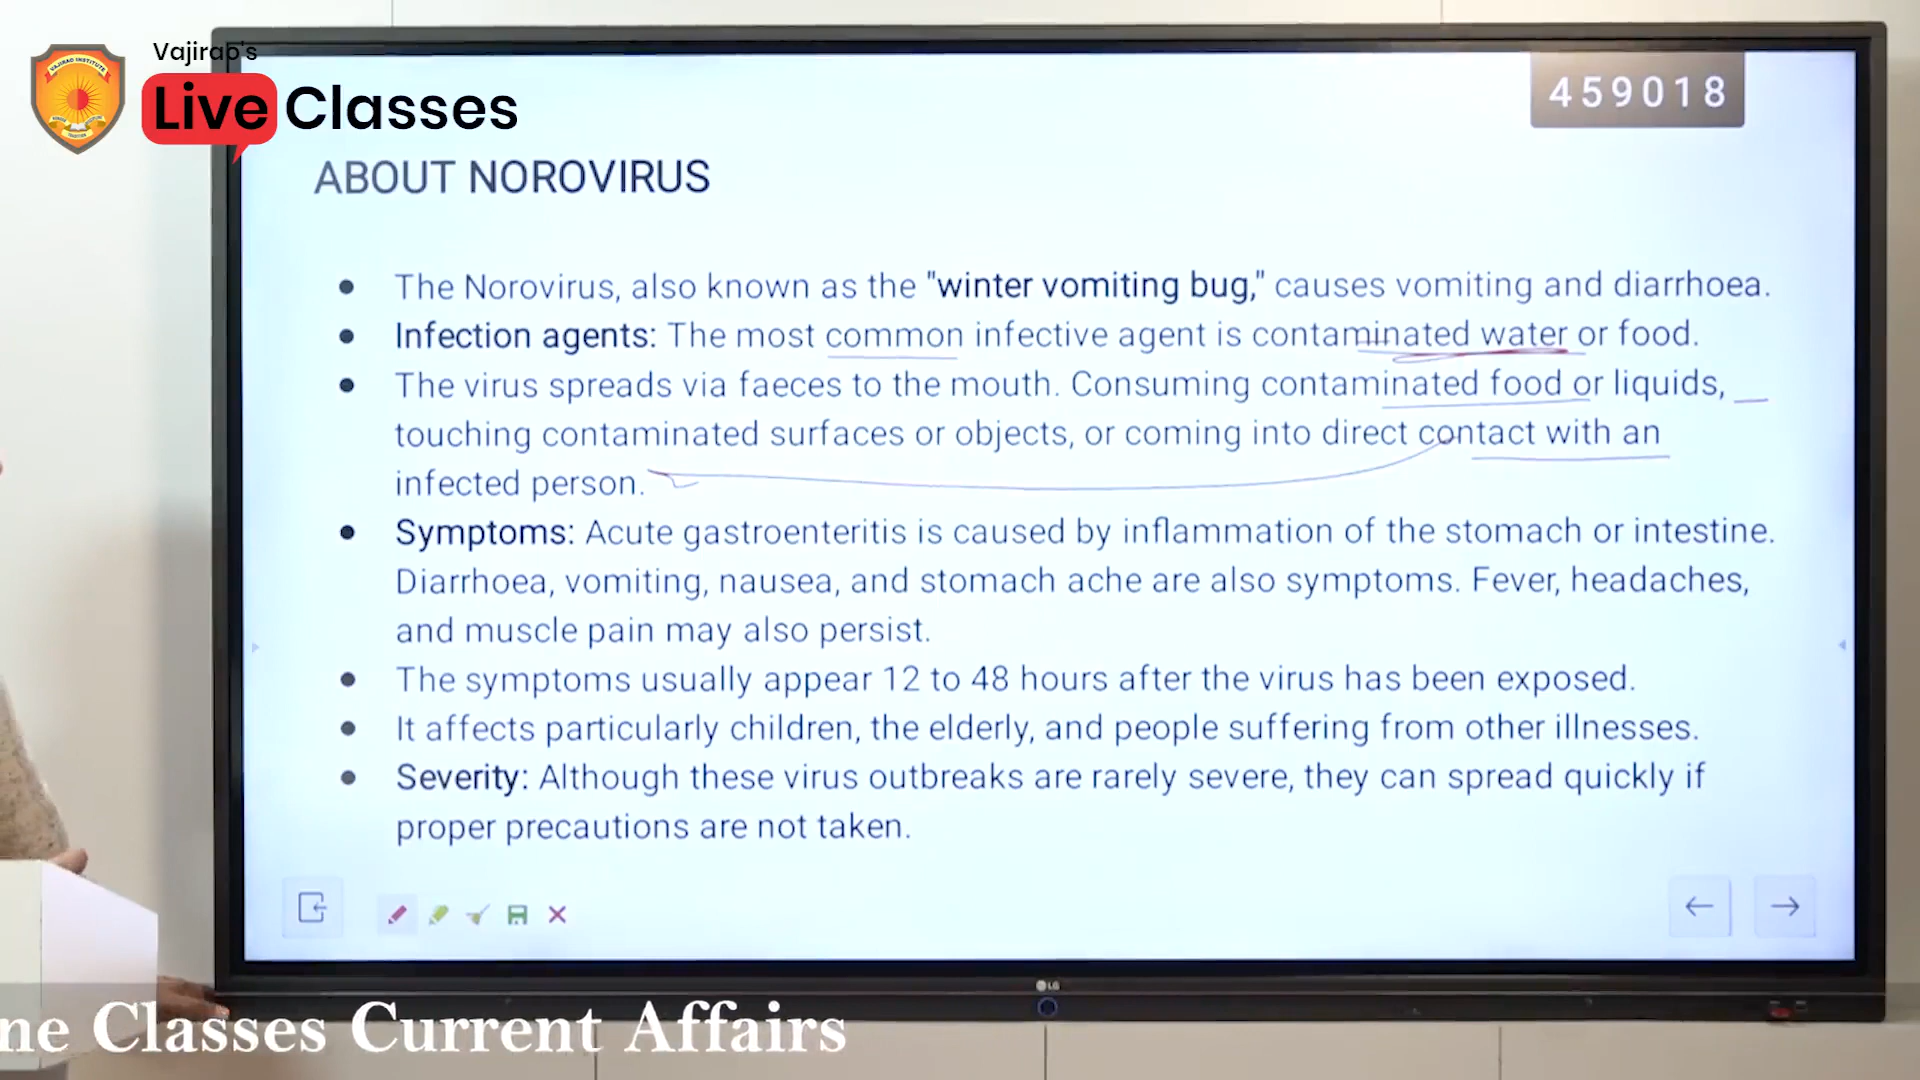 Vajirao's
Live Classes
VAJIRAO INSTITUTE
459018
ABOUT NOROVIRUS
• The Norovirus, also known as the "winter vomiting bug," causes vomiting and diarrhoea.
• Infection agents: The most common infective agent is contaminated water or food.
• The virus spreads via faeces to the mouth. Consuming contaminated food or liquids,
touching contaminated surfaces or objects, or coming into direct contact with an
infected person.
• Symptoms: Acute gastroenteritis is caused by inflammation of the stomach or intestine.
Diarrhoea, vomiting, nausea, and stomach ache are also symptoms. Fever, headaches,
and muscle pain may also persist.
• The symptoms usually appear 12 to 48 hours after the virus has been exposed.
• It affects particularly children, the elderly, and people suffering from other illnesses.
• Severity: Although these virus outbreaks are rarely severe, they can spread quickly if
proper precautions are not taken.
LG
ne Classes Current Affairs